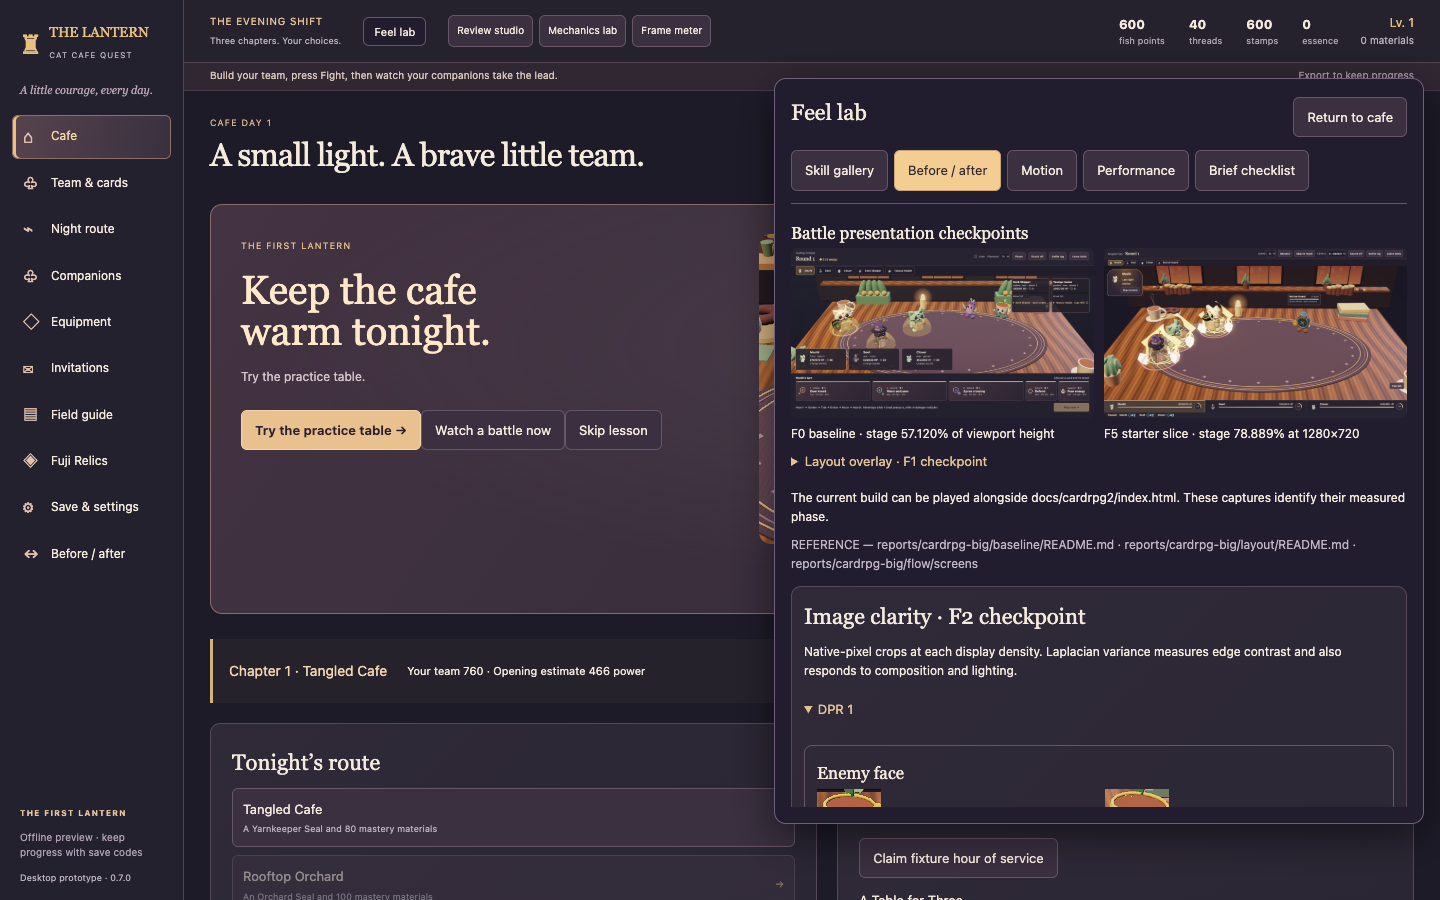 THE LANTERN
CAT CAFE QUEST
A little courage, every day.
Cafe
Team & cards
Night route
Companions
Equipment
Invitations
Field guide
Fuji Relics
Save & settings
Before / after
THE FIRST LANTERN
Offline preview · keep
progress with save codes
Desktop prototype · 0.7.0
THE EVENING SHIFT
Three chapters. Your choices.
Feel lab
Review studio
Mechanics lab
Frame meter
600
fish points
40
threads
600
stamps
0
essence
Lv. 1
0 materials
Build your team, press Fight, then watch your companions take the lead.
Export to keep progress
CAFE DAY 1
A small light. A brave little team.
THE FIRST LANTERN
Keep the cafe
warm tonight.
Try the practice table.
Try the practice table →
Watch a battle now
Skip lesson
Chapter 1 · Tangled Cafe
Your team 760 · Opening estimate 466 power
Tonight's route
Tangled Cafe
A Yarnkeeper Seal and 80 mastery materials
Rooftop Orchard
→
An Orchard Seal and 100 mastery materials
Feel lab
Return to cafe
Skill gallery
Before / after
Motion
Performance
Brief checklist
Battle presentation checkpoints
F0 baseline · stage 57.120% of viewport height
F5 starter slice · stage 78.889% at 1280×720
Layout overlay · F1 checkpoint
The current build can be played alongside docs/cardrpg2/index.html. These captures identify their measured
phase.
REFERENCE — reports/cardrpg-big/baseline/README.md · reports/cardrpg-big/layout/README.md ·
reports/cardrpg-big/flow/screens
Image clarity · F2 checkpoint
Native-pixel crops at each display density. Laplacian variance measures edge contrast and also
responds to composition and lighting.
DPR 1
Enemy face
Claim fixture hour of service
A Table for Three